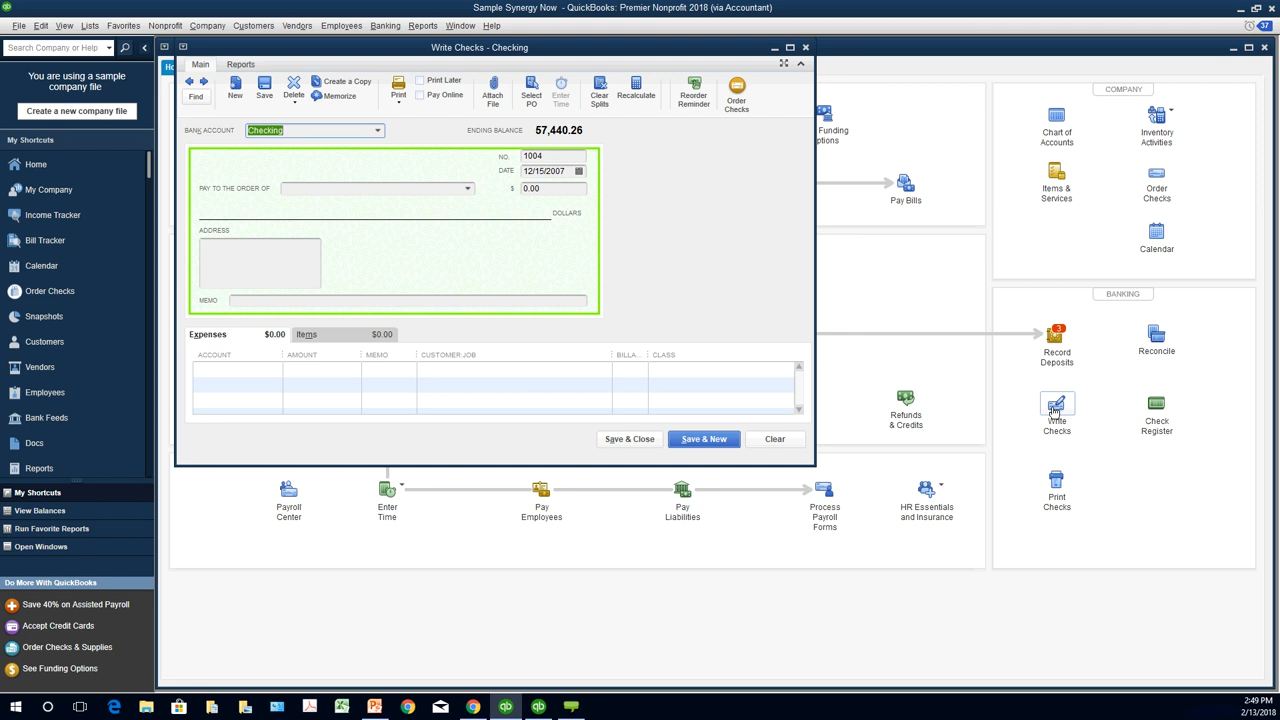 Sample Synergy Now - QuickBooks: Premier Nonprofit 2018 (via Accountant)
File Edit View Lists Favorites Nonprofit Company Customers Vendors Employees Banking Reports Window Help
37
Search Company or Help
You are using a sample
company file
Create a new company file
My Shortcuts
Home
My Company
Income Tracker
Bill Tracker
Calendar
Order Checks
Snapshots
Customers
Vendors
Employees
Bank Feeds
Docs
Reports
My Shortcuts
View Balances
Run Favorite Reports
Open Windows
Do More With QuickBooks
Save 40% on Assisted Payroll
Accept Credit Cards
Order Checks & Supplies
See Funding Options
Write Checks - Checking
Main Reports
Find
New
Save
Delete
Create a Copy
Memorize
Print
Print Later
Pay Online
Attach
File
Select
PO
Enter
Time
Clear
Splits
Recalculate
Reorder
Reminder
Order
Checks
BANK ACCOUNT Checking
ENDING BALANCE 57,440.26
NO. 1004
DATE 12/15/2007
PAY TO THE ORDER OF
$ 0.00
DOLLARS
ADDRESS
MEMO
Expenses $0.00 Items $0.00
ACCOUNT AMOUNT MEMO CUSTOMER:JOB BILLA... CLASS
Save & Close Save & New Clear
Funding
Pay Bills
Refunds
& Credits
Payroll
Center
Enter
Time
Pay
Employees
Pay
Liabilities
Process
Payroll
Forms
HR Essentials
and Insurance
COMPANY
Chart of
Accounts
Inventory
Activities
Items &
Services
Order
Checks
Calendar
BANKING
3
Record
Deposits
Reconcile
Write
Checks
Check
Register
Print
Checks
2:49 PM
2/13/2018